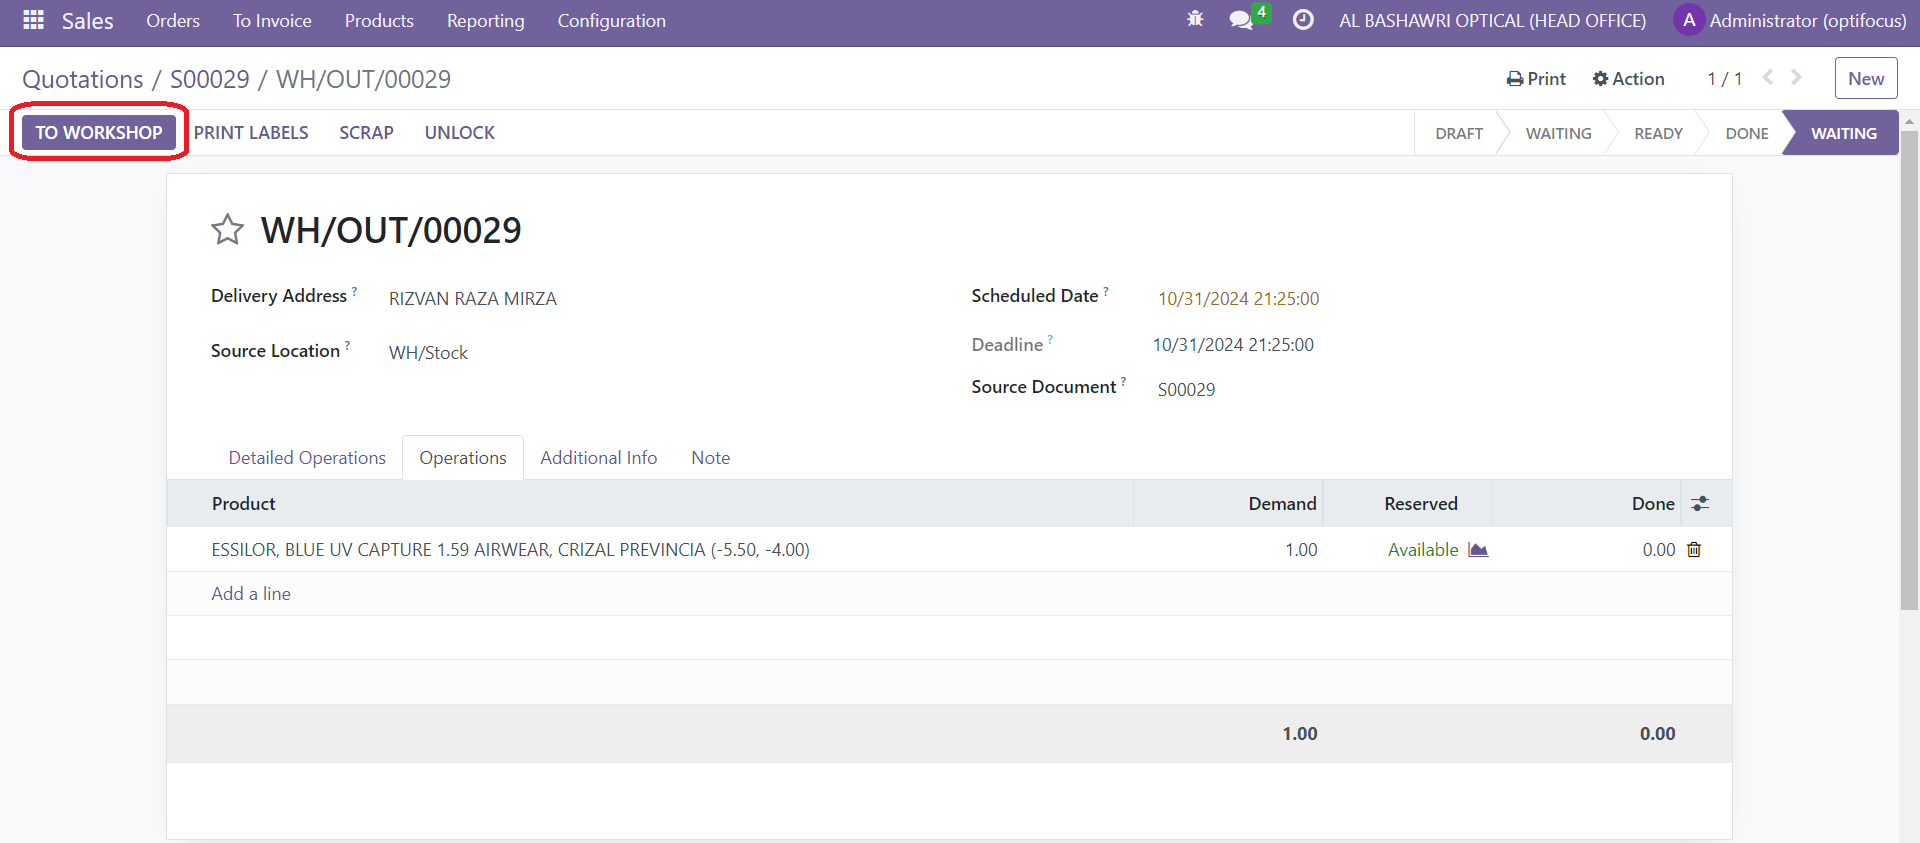 Sales Orders To Invoice Products Reporting Configuration 4 AL BASHAWRI OPTICAL (HEAD OFFICE) A Administrator (optifocus)
Quotations / S00029 / WH/OUT/00029 Print Action 1 / 1 New
TO WORKSHOP PRINT LABELS SCRAP UNLOCK DRAFT WAITING READY DONE WAITING
WH/OUT/00029
Delivery Address ? RIZVAN RAZA MIRZA Scheduled Date ? 10/31/2024 21:25:00
Source Location ? WH/Stock Deadline ? 10/31/2024 21:25:00
Source Document ? S00029
Detailed Operations Operations Additional Info Note
Product Demand Reserved Done
ESSILOR, BLUE UV CAPTURE 1.59 AIRWEAR, CRIZAL PREVINCIA (-5.50, -4.00) 1.00 Available 0.00
Add a line
1.00 0.00